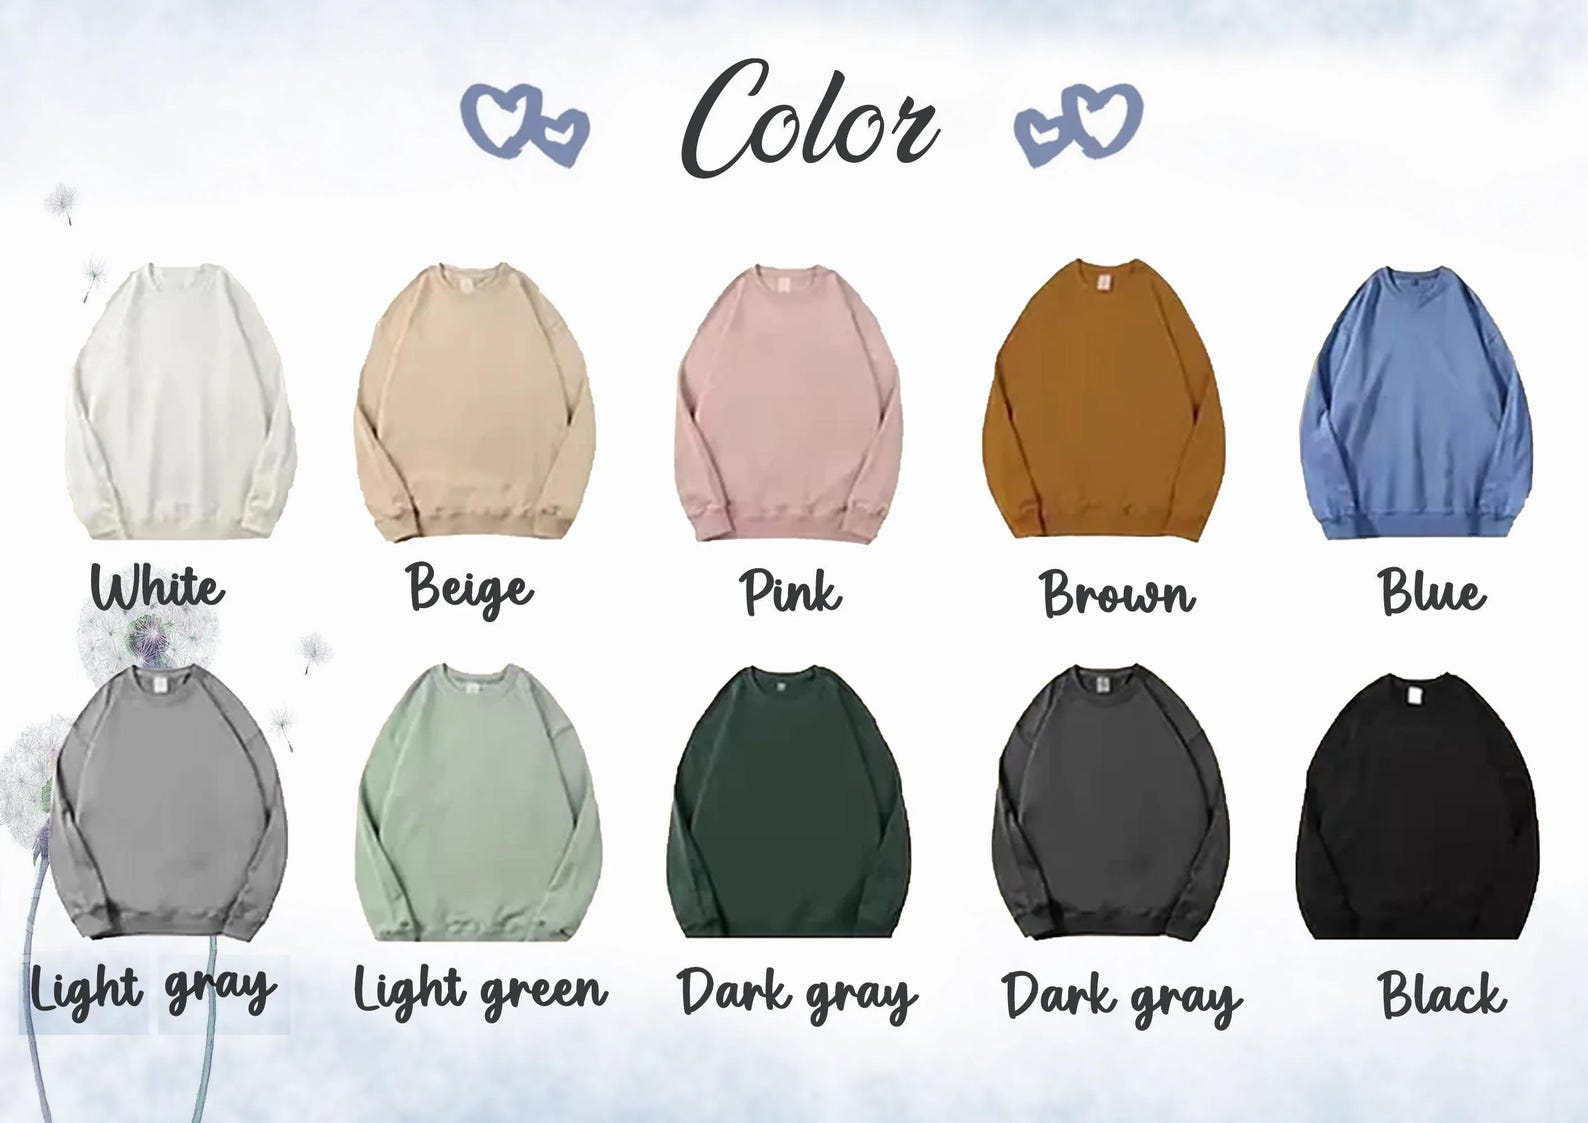 Color
White
Beige
Pink
Brown
Blue
Light gray
Light green
Dark gray
Dark gray
Black